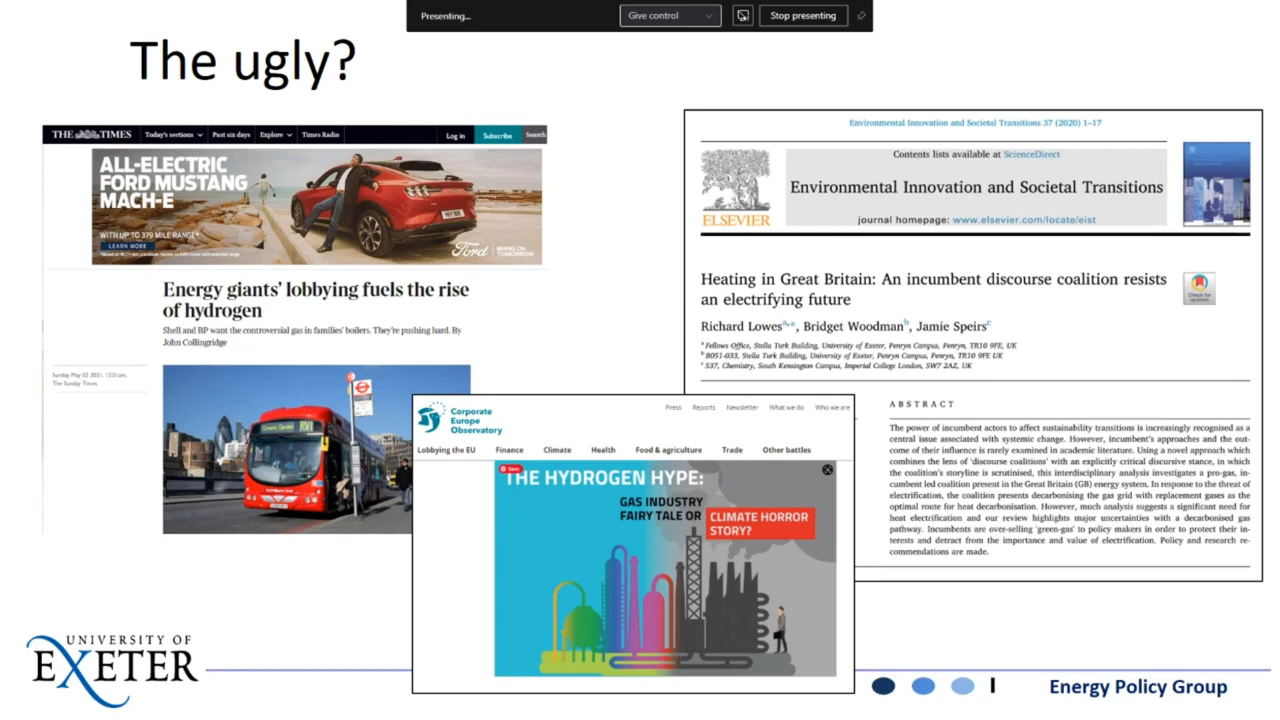 Presenting...
Give control
Stop presenting
The ugly?
THE TIMES
Today's sections
Past six days
Explore
Times Radio
Log in
Subscribe
Search
ALL-ELECTRIC
FORD MUSTANG
MACH-E
WITH UP TO 379 MILE RANGE*
LEARN MORE
Ford
BRING ON
TOMORROW
Energy giants' lobbying fuels the rise
of hydrogen
Shell and BP want the controversial gas in families' boilers. They're pushing hard. By
John Collingridge
Sunday May 02 2021, 12.01am,
The Sunday Times
RV1
Environmental Innovation and Societal Transitions 37 (2020) 1–17
Contents lists available at ScienceDirect
Environmental Innovation and Societal Transitions
journal homepage: www.elsevier.com/locate/eist
ELSEVIER
Heating in Great Britain: An incumbent discourse coalition resists
an electrifying future
Check for
updates
Richard Lowesa,*, Bridget Woodmanb, Jamie Speirsc
a Fellows Office, Stella Turk Building, University of Exeter, Penryn Campus, Penryn, TR10 9FE, UK
b B051-033, Stella Turk Building, University of Exeter, Penryn Campus, Penryn, TR10 9FE UK
c 537, Chemistry, South Kensington Campus, Imperial College London, SW7 2AZ, UK
ABSTRACT
The power of incumbent actors to affect sustainability transitions is increasingly recognised as a
central issue associated with systemic change. However, incumbent's approaches and the out-
come of their influence is rarely examined in academic literature. Using a novel approach which
combines the lens of 'discourse coalitions' with an explicitly critical discursive stance, in which
the coalition's storyline is scrutinised, this interdisciplinary analysis investigates a pro-gas, in-
cumbent led coalition present in the Great Britain (GB) energy system. In response to the threat of
electrification, the coalition presents decarbonising the gas grid with replacement gases as the
optimal route for heat decarbonisation. However, much analysis suggests a significant need for
heat electrification and our review highlights major uncertainties with a decarbonised gas
pathway. Incumbents are over-selling 'green-gas' to policy makers in order to protect their in-
terests and detract from the importance and value of electrification. Policy and research re-
commendations are made.
Corporate
Europe
Observatory
Press
Reports
Newsletter
What we do
Who we are
Lobbying the EU
Finance
Climate
Health
Food & agriculture
Trade
Other battles
Save
THE HYDROGEN HYPE:
GAS INDUSTRY
FAIRY TALE OR
CLIMATE HORROR
STORY?
UNIVERSITY OF
EXETER
Energy Policy Group